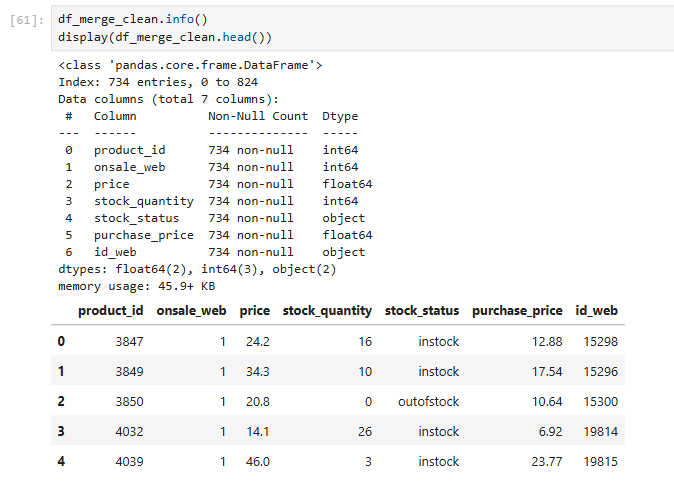 [61]: df_merge_clean.info()
display(df_merge_clean.head())
<class 'pandas.core.frame.DataFrame'>
Index: 734 entries, 0 to 824
Data columns (total 7 columns):
 #   Column          Non-Null Count  Dtype
---  ------          --------------  -----
 0   product_id      734 non-null    int64
 1   onsale_web      734 non-null    int64
 2   price           734 non-null    float64
 3   stock_quantity  734 non-null    int64
 4   stock_status    734 non-null    object
 5   purchase_price  734 non-null    float64
 6   id_web          734 non-null    object
dtypes: float64(2), int64(3), object(2)
memory usage: 45.9+ KB
product_id onsale_web price stock_quantity stock_status purchase_price id_web
0 3847 1 24.2 16 instock 12.88 15298
1 3849 1 34.3 10 instock 17.54 15296
2 3850 1 20.8 0 outofstock 10.64 15300
3 4032 1 14.1 26 instock 6.92 19814
4 4039 1 46.0 3 instock 23.77 19815